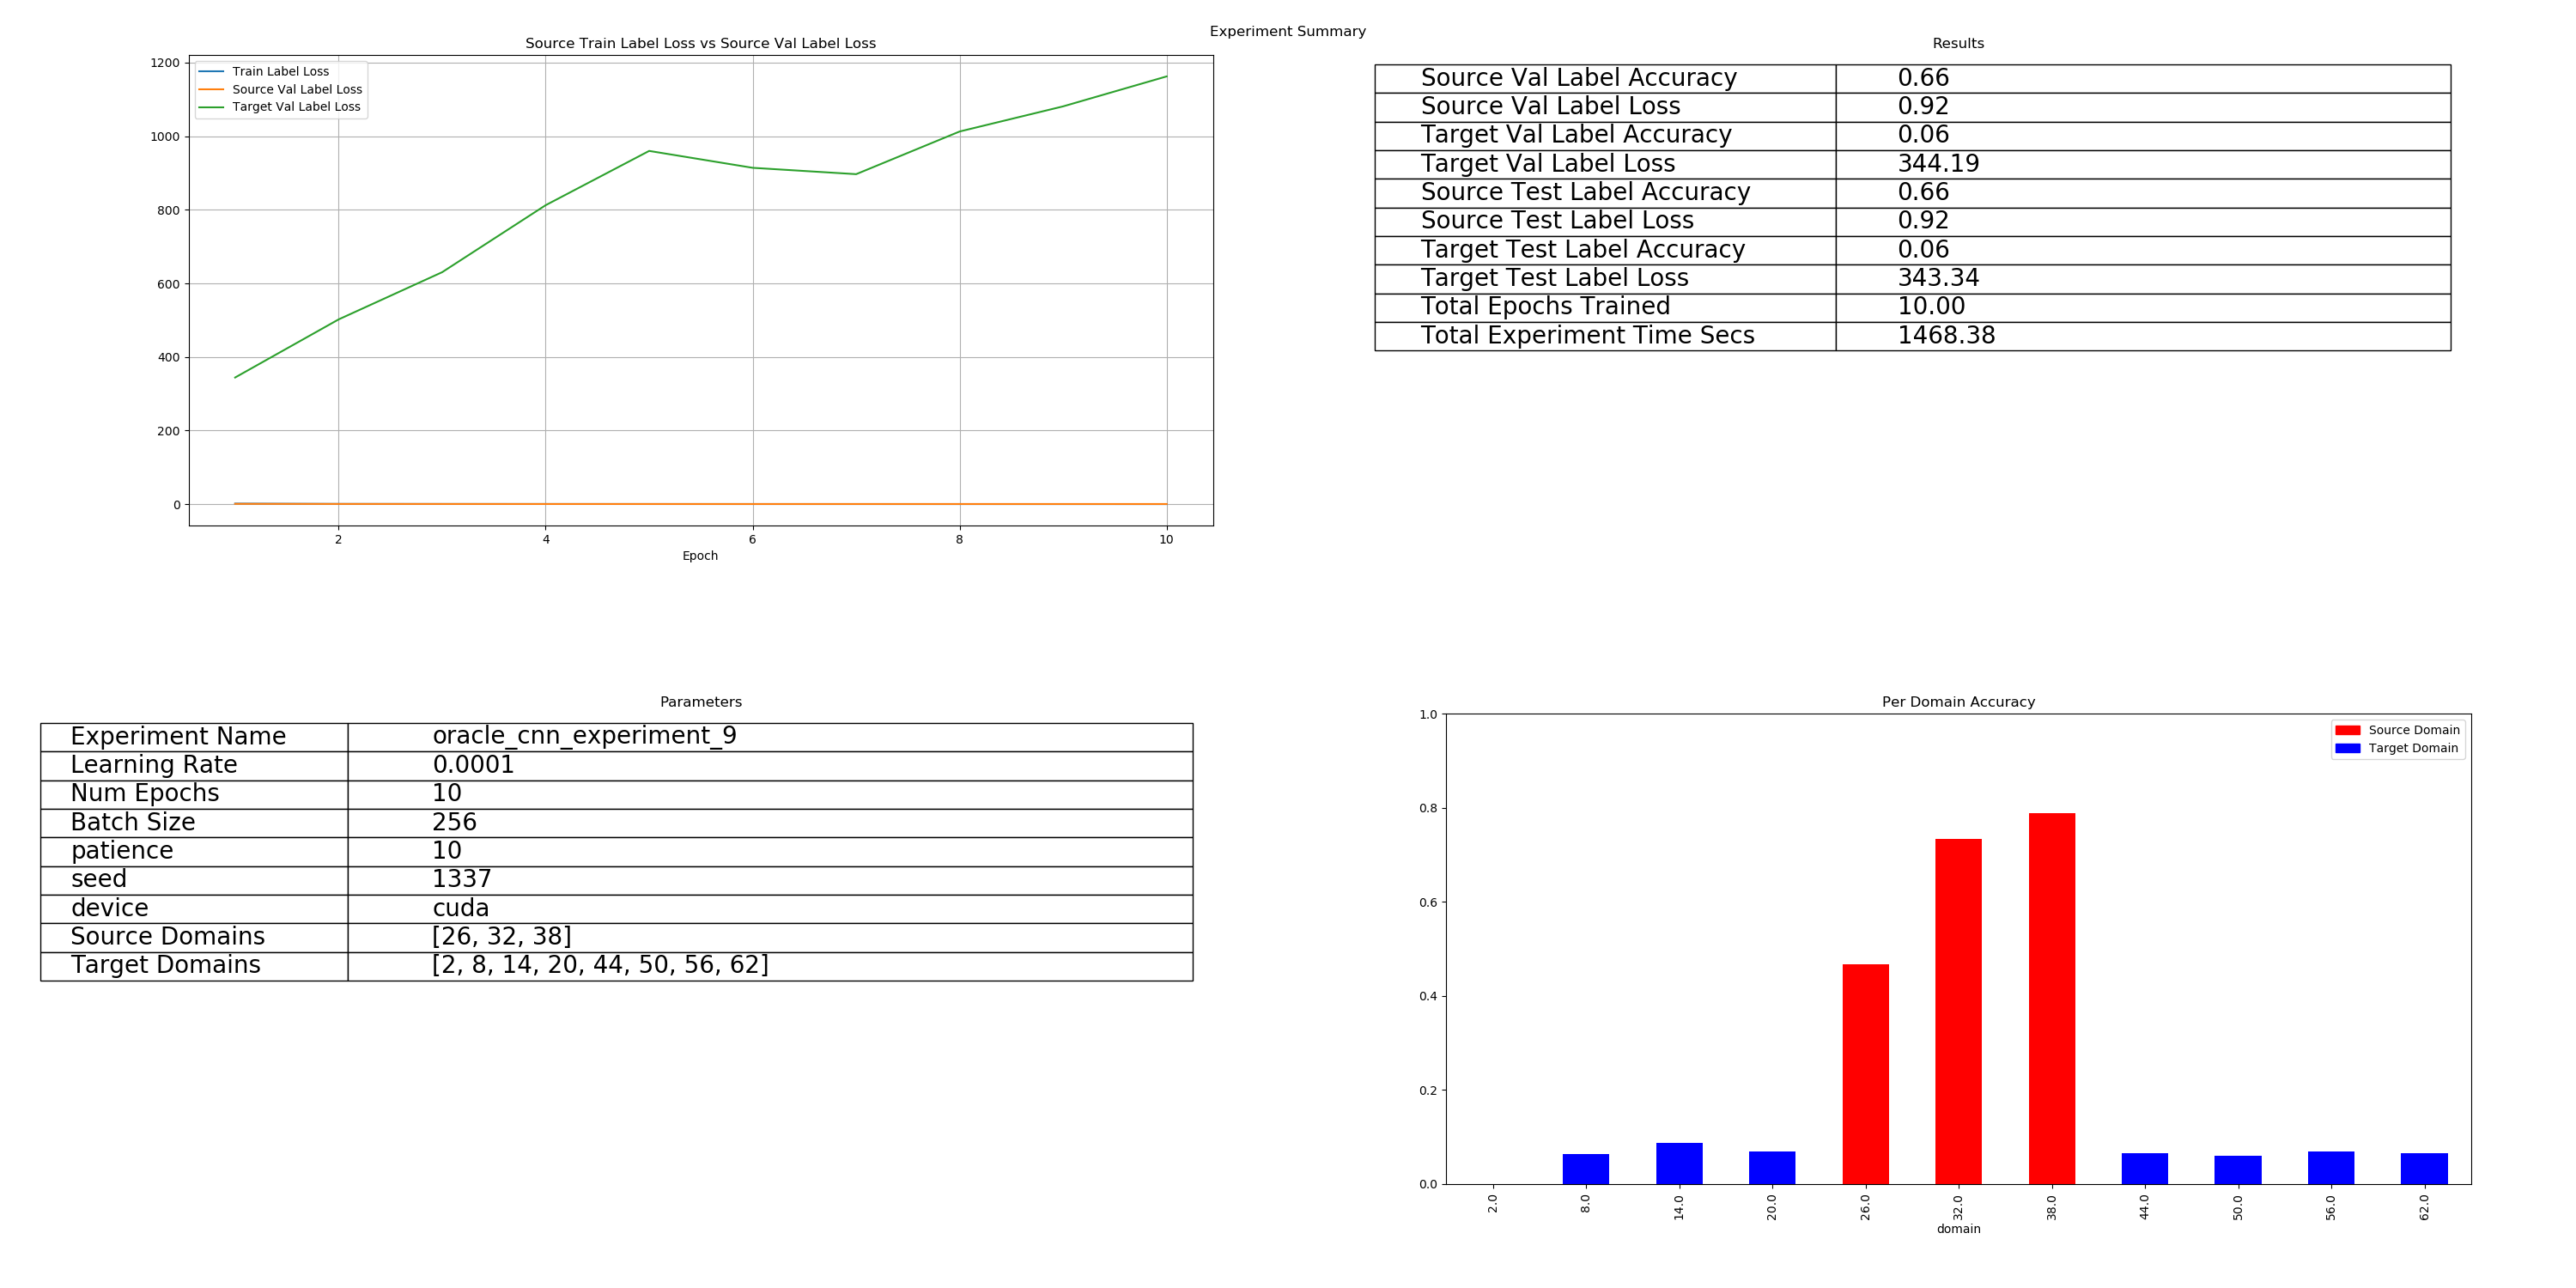 Experiment Summary
Source Train Label Loss vs Source Val Label Loss
Train Label Loss
Source Val Label Loss
Target Val Label Loss
1200
1000
800
600
400
200
0
2 4 6 8 10
Epoch
Results
Source Val Label Accuracy 0.66
Source Val Label Loss 0.92
Target Val Label Accuracy 0.06
Target Val Label Loss 344.19
Source Test Label Accuracy 0.66
Source Test Label Loss 0.92
Target Test Label Accuracy 0.06
Target Test Label Loss 343.34
Total Epochs Trained 10.00
Total Experiment Time Secs 1468.38
Parameters
Experiment Name oracle_cnn_experiment_9
Learning Rate 0.0001
Num Epochs 10
Batch Size 256
patience 10
seed 1337
device cuda
Source Domains [26, 32, 38]
Target Domains [2, 8, 14, 20, 44, 50, 56, 62]
Per Domain Accuracy
Source Domain
Target Domain
1.0
0.8
0.6
0.4
0.2
0.0
2.0 8.0 14.0 20.0 26.0 32.0 38.0 44.0 50.0 56.0 62.0
domain